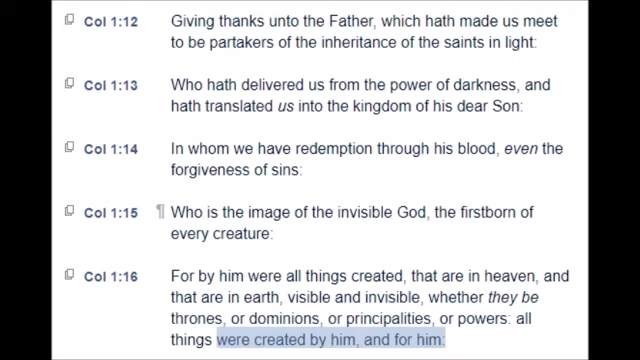 Col 1:12 Giving thanks unto the Father, which hath made us meet
to be partakers of the inheritance of the saints in light:
Col 1:13 Who hath delivered us from the power of darkness, and
hath translated us into the kingdom of his dear Son:
Col 1:14 In whom we have redemption through his blood, even the
forgiveness of sins:
Col 1:15 ¶ Who is the image of the invisible God, the firstborn of
every creature:
Col 1:16 For by him were all things created, that are in heaven, and
that are in earth, visible and invisible, whether they be
thrones, or dominions, or principalities, or powers: all
things were created by him, and for him: